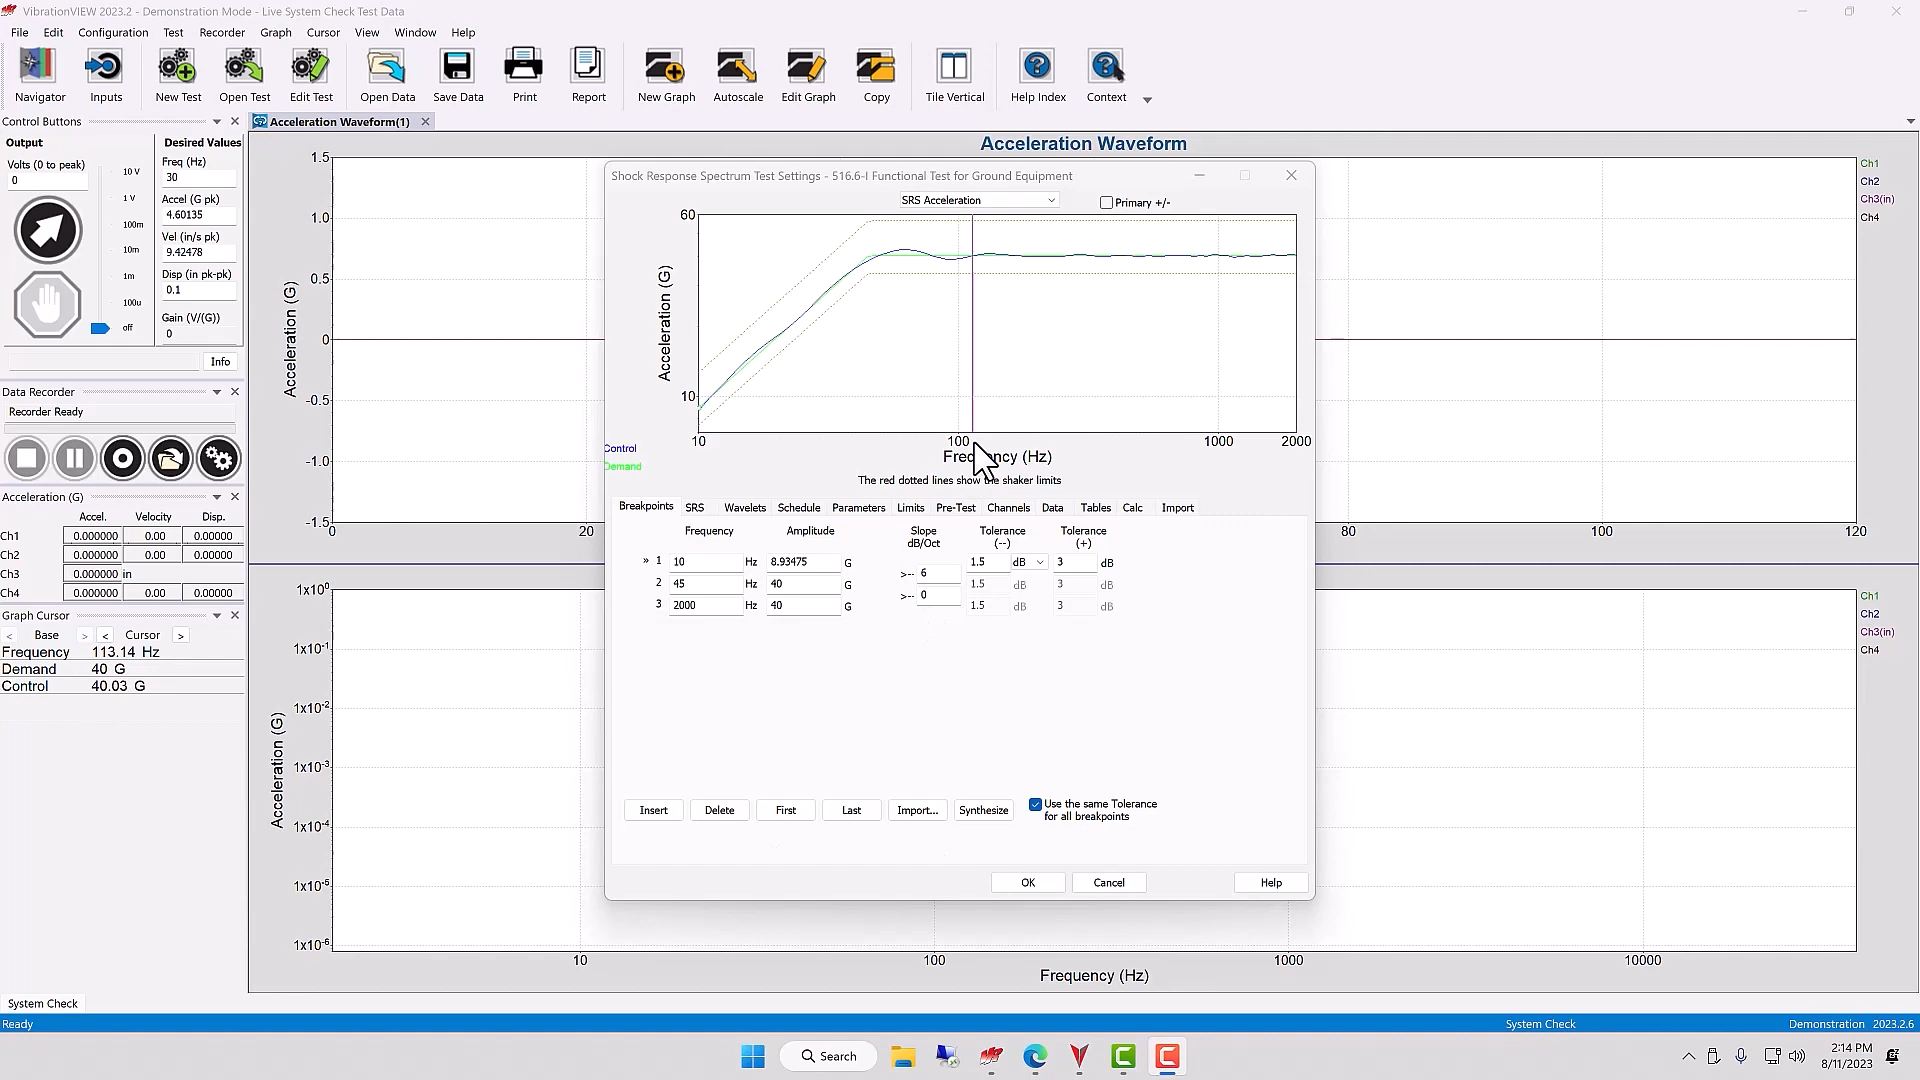 VibrationVIEW 2023.2 - Demonstration Mode - Live System Check Test Data
File Edit Configuration Test Recorder Graph Cursor View Window Help
Navigator Inputs New Test Open Test Edit Test Open Data Save Data Print Report New Graph Autoscale Edit Graph Copy Tile Vertical Help Index Context
Control Buttons
Output
Volts (0 to peak)
0
10 V
1 V
100m
10m
1m
100u
off
Desired Values
Freq (Hz)
30
Accel (G pk)
4.60135
Vel (in/s pk)
9.42478
Disp (in pk-pk)
0.1
Gain (V/(G))
0
Info
Data Recorder
Recorder Ready
Acceleration (G)
Accel. Velocity Disp.
Ch1 0.000000 0.00 0.00000
Ch2 0.000000 0.00 0.00000
Ch3 0.000000 in
Ch4 0.000000 0.00 0.00000
Graph Cursor
< Base > < Cursor >
Frequency 113.14 Hz
Demand 40 G
Control 40.03 G
System Check
Acceleration Waveform(1)
Acceleration Waveform
Acceleration (G)
1.5
1.0
0.5
0
-0.5
-1.0
-1.5
0 20 80 100 120
Ch1
Ch2
Ch3(in)
Ch4
Shock Response Spectrum Test Settings - 516.6-I Functional Test for Ground Equipment
SRS Acceleration
Primary +/-
Acceleration (G)
60
10
10 100 1000 2000
Control
Demand
The red dotted lines show the shaker limits
Breakpoints SRS Wavelets Schedule Parameters Limits Pre-Test Channels Data Tables Calc Import
Frequency Amplitude Slope dB/Oct Tolerance (--) Tolerance (+)
» 1 10 Hz 8.93475 G 1.5 dB 3 dB
>-- 6
2 45 Hz 40 G 1.5 dB 3 dB
>-- 0
3 2000 Hz 40 G 1.5 dB 3 dB
Insert Delete First Last Import... Synthesize
Use the same Tolerance
for all breakpoints
OK Cancel Help
Acceleration (G)
1x10⁰
1x10⁻¹
1x10⁻²
1x10⁻³
1x10⁻⁴
1x10⁻⁵
1x10⁻⁶
10 100 1000 10000
Frequency (Hz)
Ch1
Ch2
Ch3(in)
Ch4
Ready System Check Demonstration 2023.2.6
Search
2:14 PM
8/11/2023